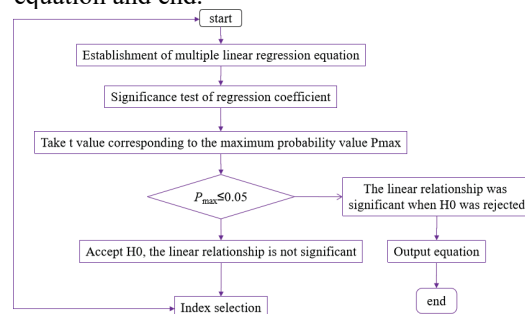 equation and end.
start
Establishment of multiple linear regression equation
Significance test of regression coefficient
Take t value corresponding to the maximum probability value Pmax
Pmax≤0.05
The linear relationship was
significant when H0 was rejected
Accept H0, the linear relationship is not significant
Output equation
Index selection
end